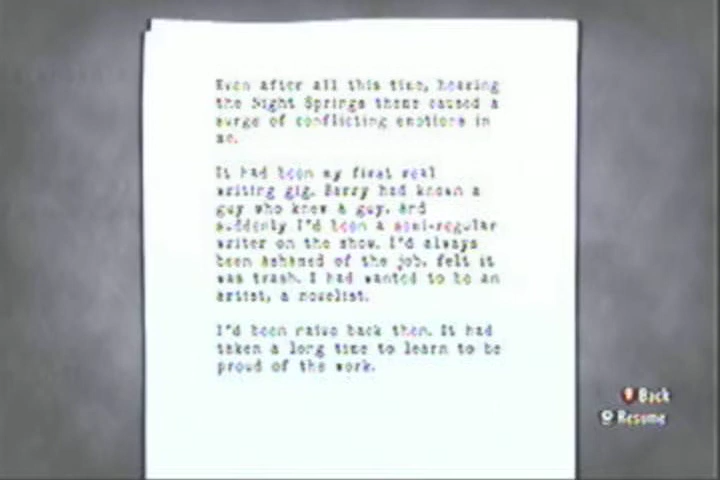 Even after all this time, hearing
the Night Springs theme caused a
surge of conflicting emotions in
me.
It had been my first real
writing gig. Barry had known a
guy who knew a guy, and
suddenly I'd been a semi-regular
writer on the show. I'd always
been ashamed of the job, felt it
was trash. I had wanted to be an
artist, a novelist.
I'd been naive back then. It had
taken a long time to learn to be
proud of the work.
Back
Resume